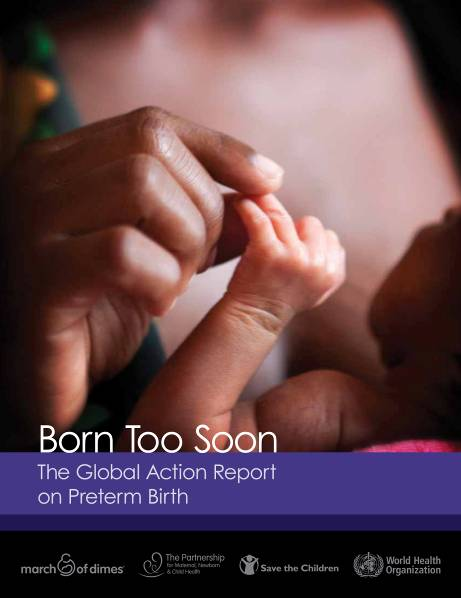 Born Too Soon
The Global Action Report
on Preterm Birth
march of dimes
The Partnership
for Maternal, Newborn
& Child Health
Save the Children
World Health
Organization